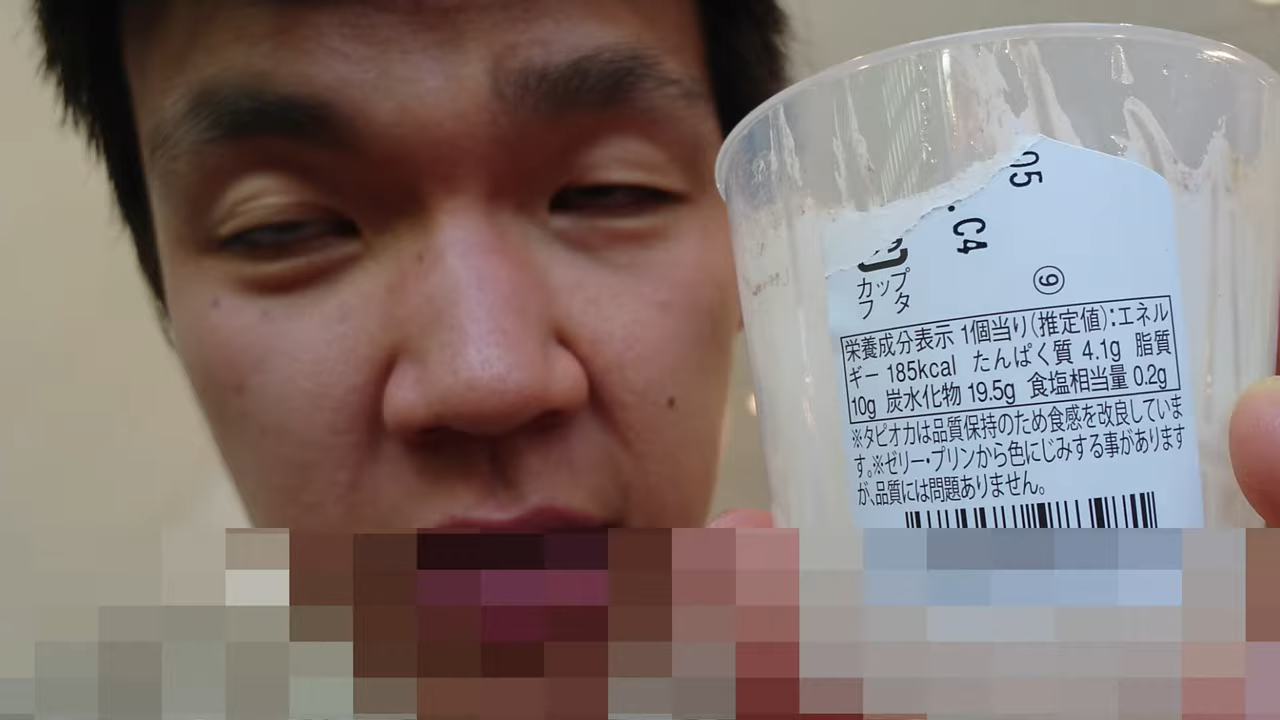 05
.C4
カップ
フタ
⑨
栄養成分表示 1個当り(推定値):エネル
ギー 185kcal たんぱく質 4.1g 脂質
10g 炭水化物 19.5g 食塩相当量 0.2g
※タピオカは品質保持のため食感を改良していま
す。※ゼリー・プリンから色にじみする事があります
が、品質には問題ありません。